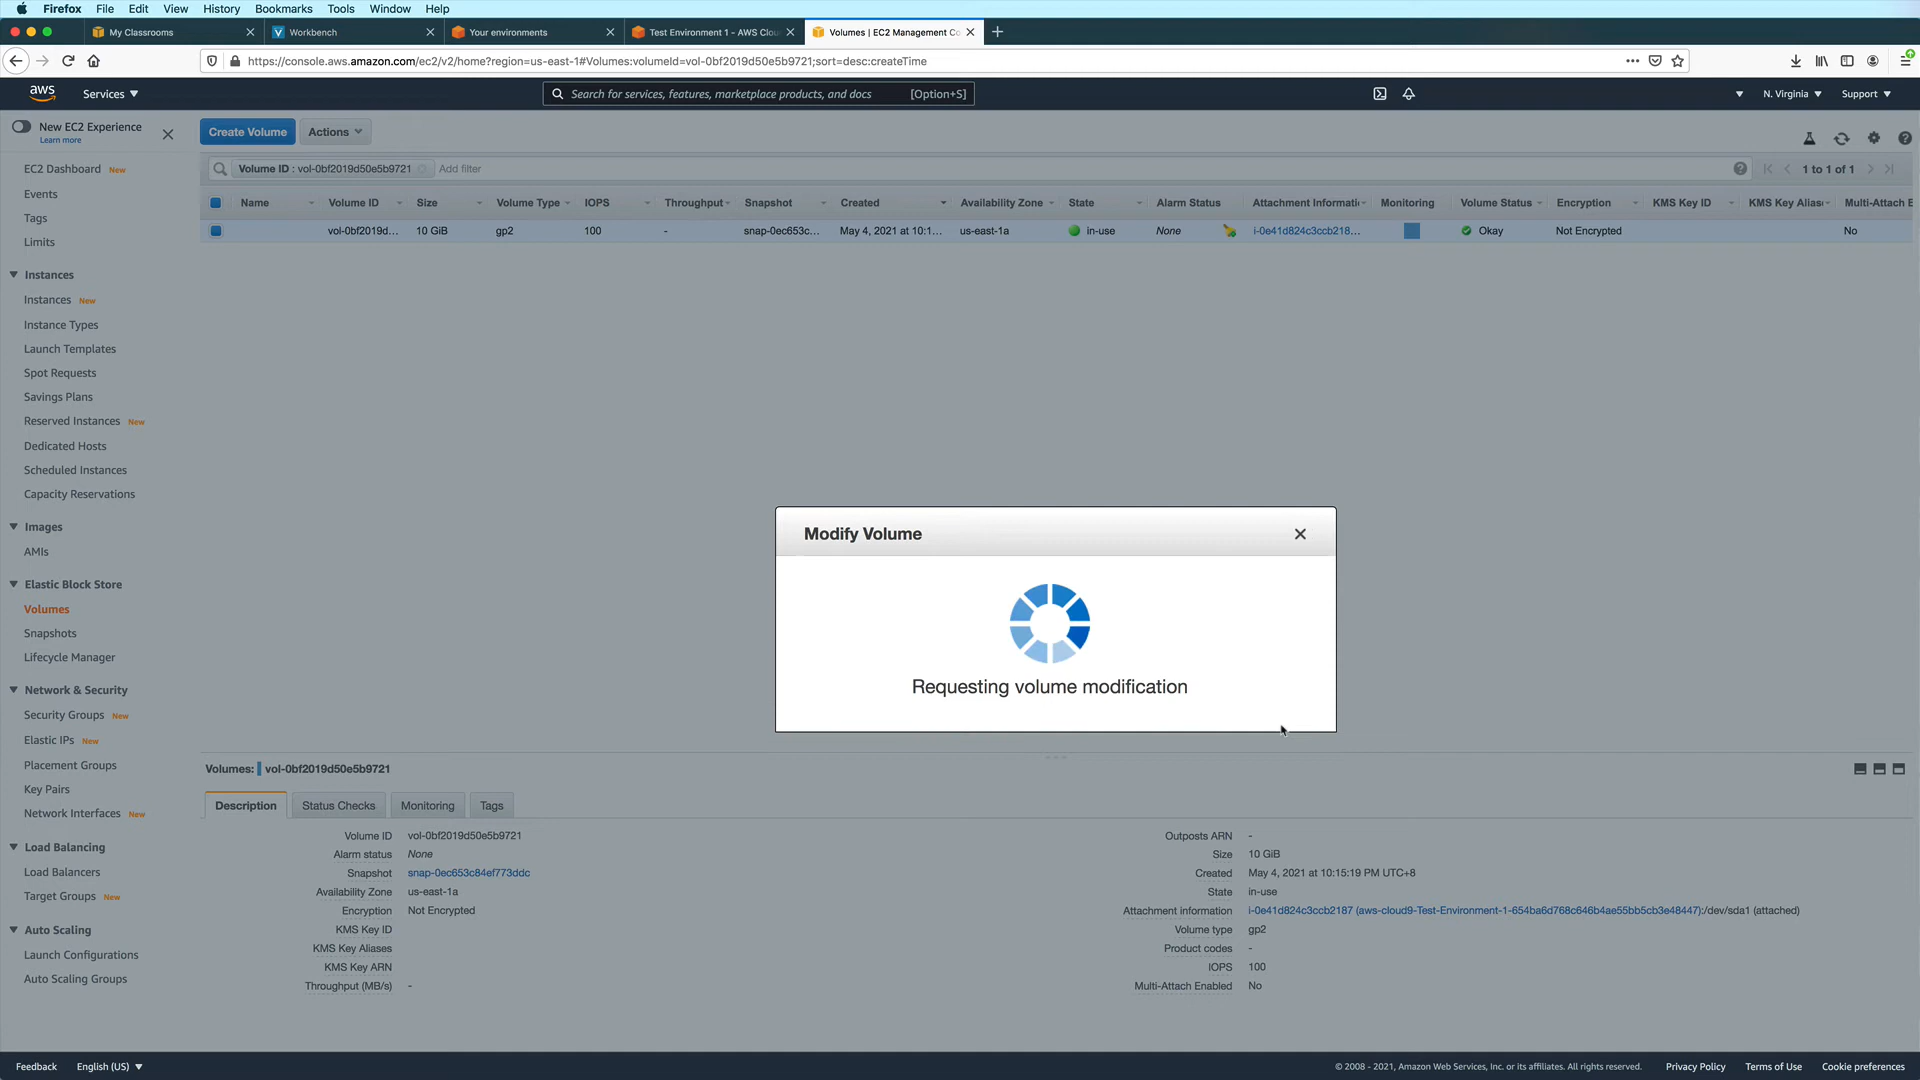 Firefox File Edit View History Bookmarks Tools Window Help
My Classrooms Workbench Your environments Test Environment 1 - AWS Clou Volumes | EC2 Management Co
https://console.aws.amazon.com/ec2/v2/home?region=us-east-1#Volumes:volumeId=vol-0bf2019d50e5b9721;sort=desc:createTime
aws Services Search for services, features, marketplace products, and docs [Option+S] N. Virginia Support
New EC2 Experience
Learn more
Create Volume Actions
Volume ID : vol-0bf2019d50e5b9721 Add filter 1 to 1 of 1
Name Volume ID Size Volume Type IOPS Throughput Snapshot Created Availability Zone State Alarm Status Attachment Informati Monitoring Volume Status Encryption KMS Key ID KMS Key Alias Multi-Attach E
vol-0bf2019d... 10 GiB gp2 100 - snap-0ec653c... May 4, 2021 at 10:1... us-east-1a in-use None i-0e41d824c3ccb218... Okay Not Encrypted No
EC2 Dashboard New
Events
Tags
Limits
Instances
Instances New
Instance Types
Launch Templates
Spot Requests
Savings Plans
Reserved Instances New
Dedicated Hosts
Scheduled Instances
Capacity Reservations
Images
AMIs
Elastic Block Store
Volumes
Snapshots
Lifecycle Manager
Network & Security
Security Groups New
Elastic IPs New
Placement Groups
Key Pairs
Network Interfaces New
Load Balancing
Load Balancers
Target Groups New
Auto Scaling
Launch Configurations
Auto Scaling Groups
Modify Volume
Requesting volume modification
Volumes: vol-0bf2019d50e5b9721
Description Status Checks Monitoring Tags
Volume ID vol-0bf2019d50e5b9721
Alarm status None
Snapshot snap-0ec653c84ef773ddc
Availability Zone us-east-1a
Encryption Not Encrypted
KMS Key ID
KMS Key Aliases
KMS Key ARN
Throughput (MB/s) -
Outposts ARN -
Size 10 GiB
Created May 4, 2021 at 10:15:19 PM UTC+8
State in-use
Attachment information i-0e41d824c3ccb2187 (aws-cloud9-Test-Environment-1-654ba6d768c646b4ae55bb5cb3e48447):/dev/sda1 (attached)
Volume type gp2
Product codes -
IOPS 100
Multi-Attach Enabled No
Feedback English (US) © 2008 - 2021, Amazon Web Services, Inc. or its affiliates. All rights reserved. Privacy Policy Terms of Use Cookie preferences